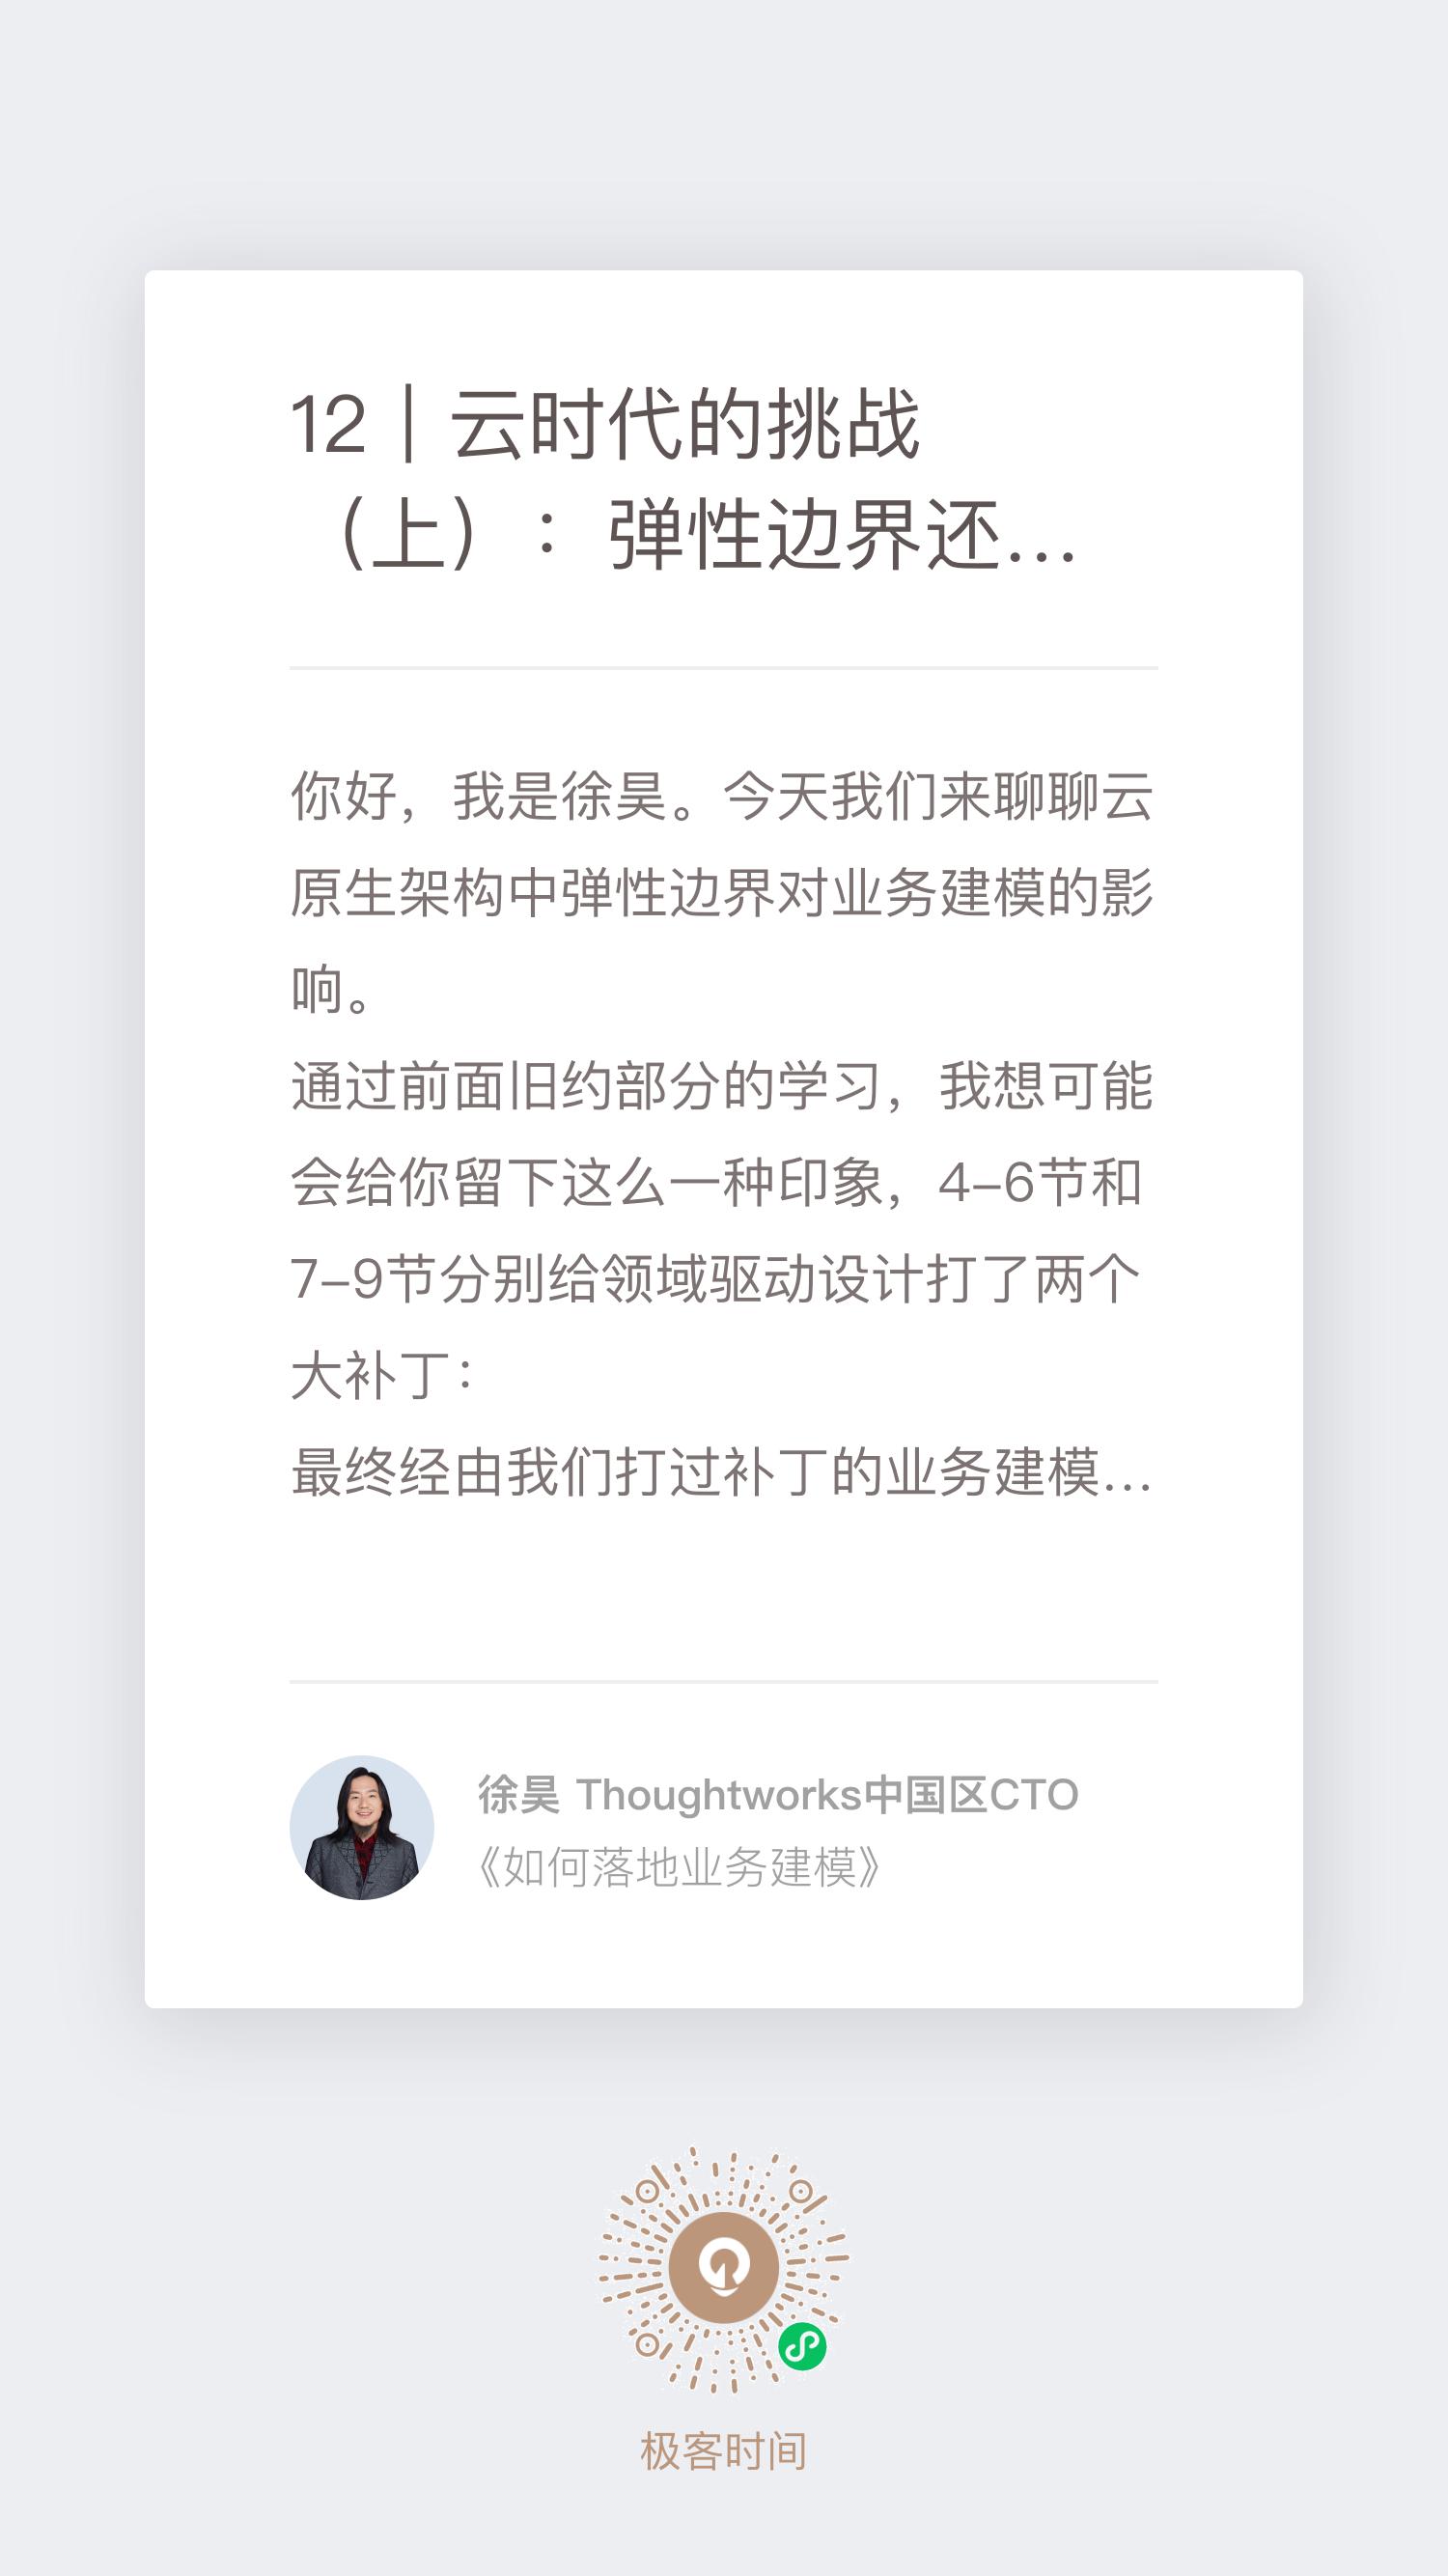 12｜云时代的挑战
（上）：弹性边界还...
你好，我是徐昊。今天我们来聊聊云
原生架构中弹性边界对业务建模的影
响。
通过前面旧约部分的学习，我想可能
会给你留下这么一种印象，4–6节和
7–9节分别给领域驱动设计打了两个
大补丁：
最终经由我们打过补丁的业务建模...
徐昊 Thoughtworks中国区CTO
《如何落地业务建模》
极客时间